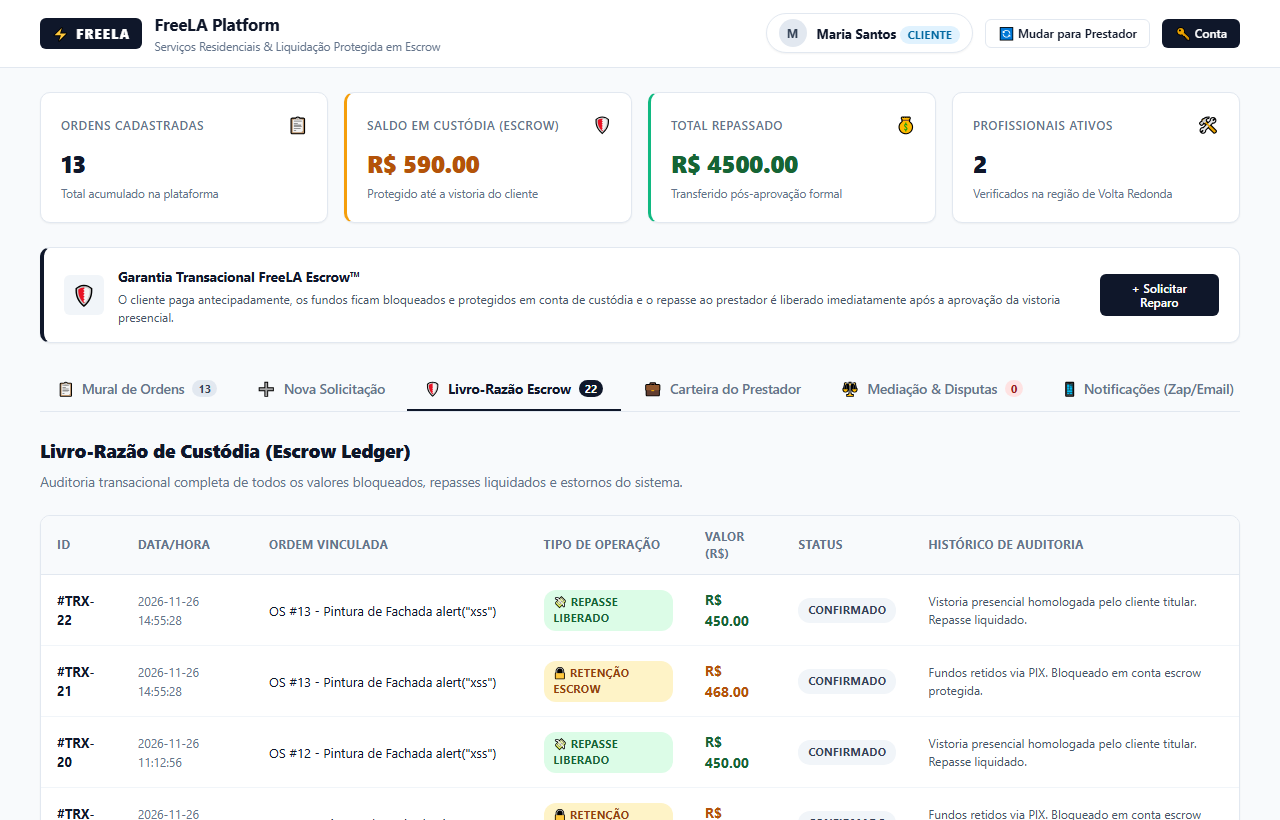 FREELA
FreeLA Platform
Serviços Residenciais & Liquidação Protegida em Escrow
M
Maria Santos
CLIENTE
Mudar para Prestador
Conta
ORDENS CADASTRADAS
13
Total acumulado na plataforma
SALDO EM CUSTÓDIA (ESCROW)
R$ 590.00
Protegido até a vistoria do cliente
TOTAL REPASSADO
R$ 4500.00
Transferido pós-aprovação formal
PROFISSIONAIS ATIVOS
2
Verificados na região de Volta Redonda
Garantia Transacional FreeLA Escrow™
O cliente paga antecipadamente, os fundos ficam bloqueados e protegidos em conta de custódia e o repasse ao prestador é liberado imediatamente após a aprovação da vistoria
presencial.
+ Solicitar
Reparo
Mural de Ordens 13
Nova Solicitação
Livro-Razão Escrow 22
Carteira do Prestador
Mediação & Disputas 0
Notificações (Zap/Email)
Livro-Razão de Custódia (Escrow Ledger)
Auditoria transacional completa de todos os valores bloqueados, repasses liquidados e estornos do sistema.
ID
DATA/HORA
ORDEM VINCULADA
TIPO DE OPERAÇÃO
VALOR
(R$)
STATUS
HISTÓRICO DE AUDITORIA
#TRX-
22
2026-11-26
14:55:28
OS #13 - Pintura de Fachada alert("xss")
REPASSE
LIBERADO
R$
450.00
CONFIRMADO
Vistoria presencial homologada pelo cliente titular.
Repasse liquidado.
#TRX-
21
2026-11-26
14:55:28
OS #13 - Pintura de Fachada alert("xss")
RETENÇÃO
ESCROW
R$
468.00
CONFIRMADO
Fundos retidos via PIX. Bloqueado em conta escrow
protegida.
#TRX-
20
2026-11-26
11:12:56
OS #12 - Pintura de Fachada alert("xss")
REPASSE
LIBERADO
R$
450.00
CONFIRMADO
Vistoria presencial homologada pelo cliente titular.
Repasse liquidado.
#TRX-
2026-11-26
RETENÇÃO
R$
Fundos retidos via PIX. Bloqueado em conta escrow